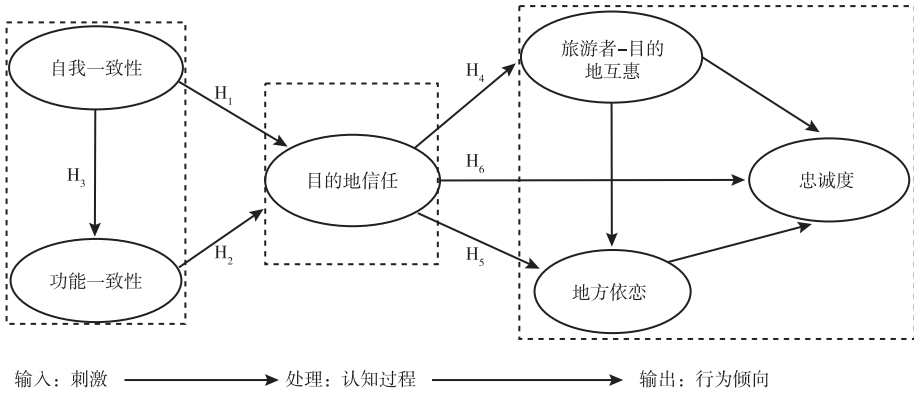 自我一致性
H1
H3
功能一致性
H2
目的地信任
H4
H6
H5
旅游者-目的
地互惠
忠诚度
地方依恋
输入：刺激
处理：认知过程
输出：行为倾向